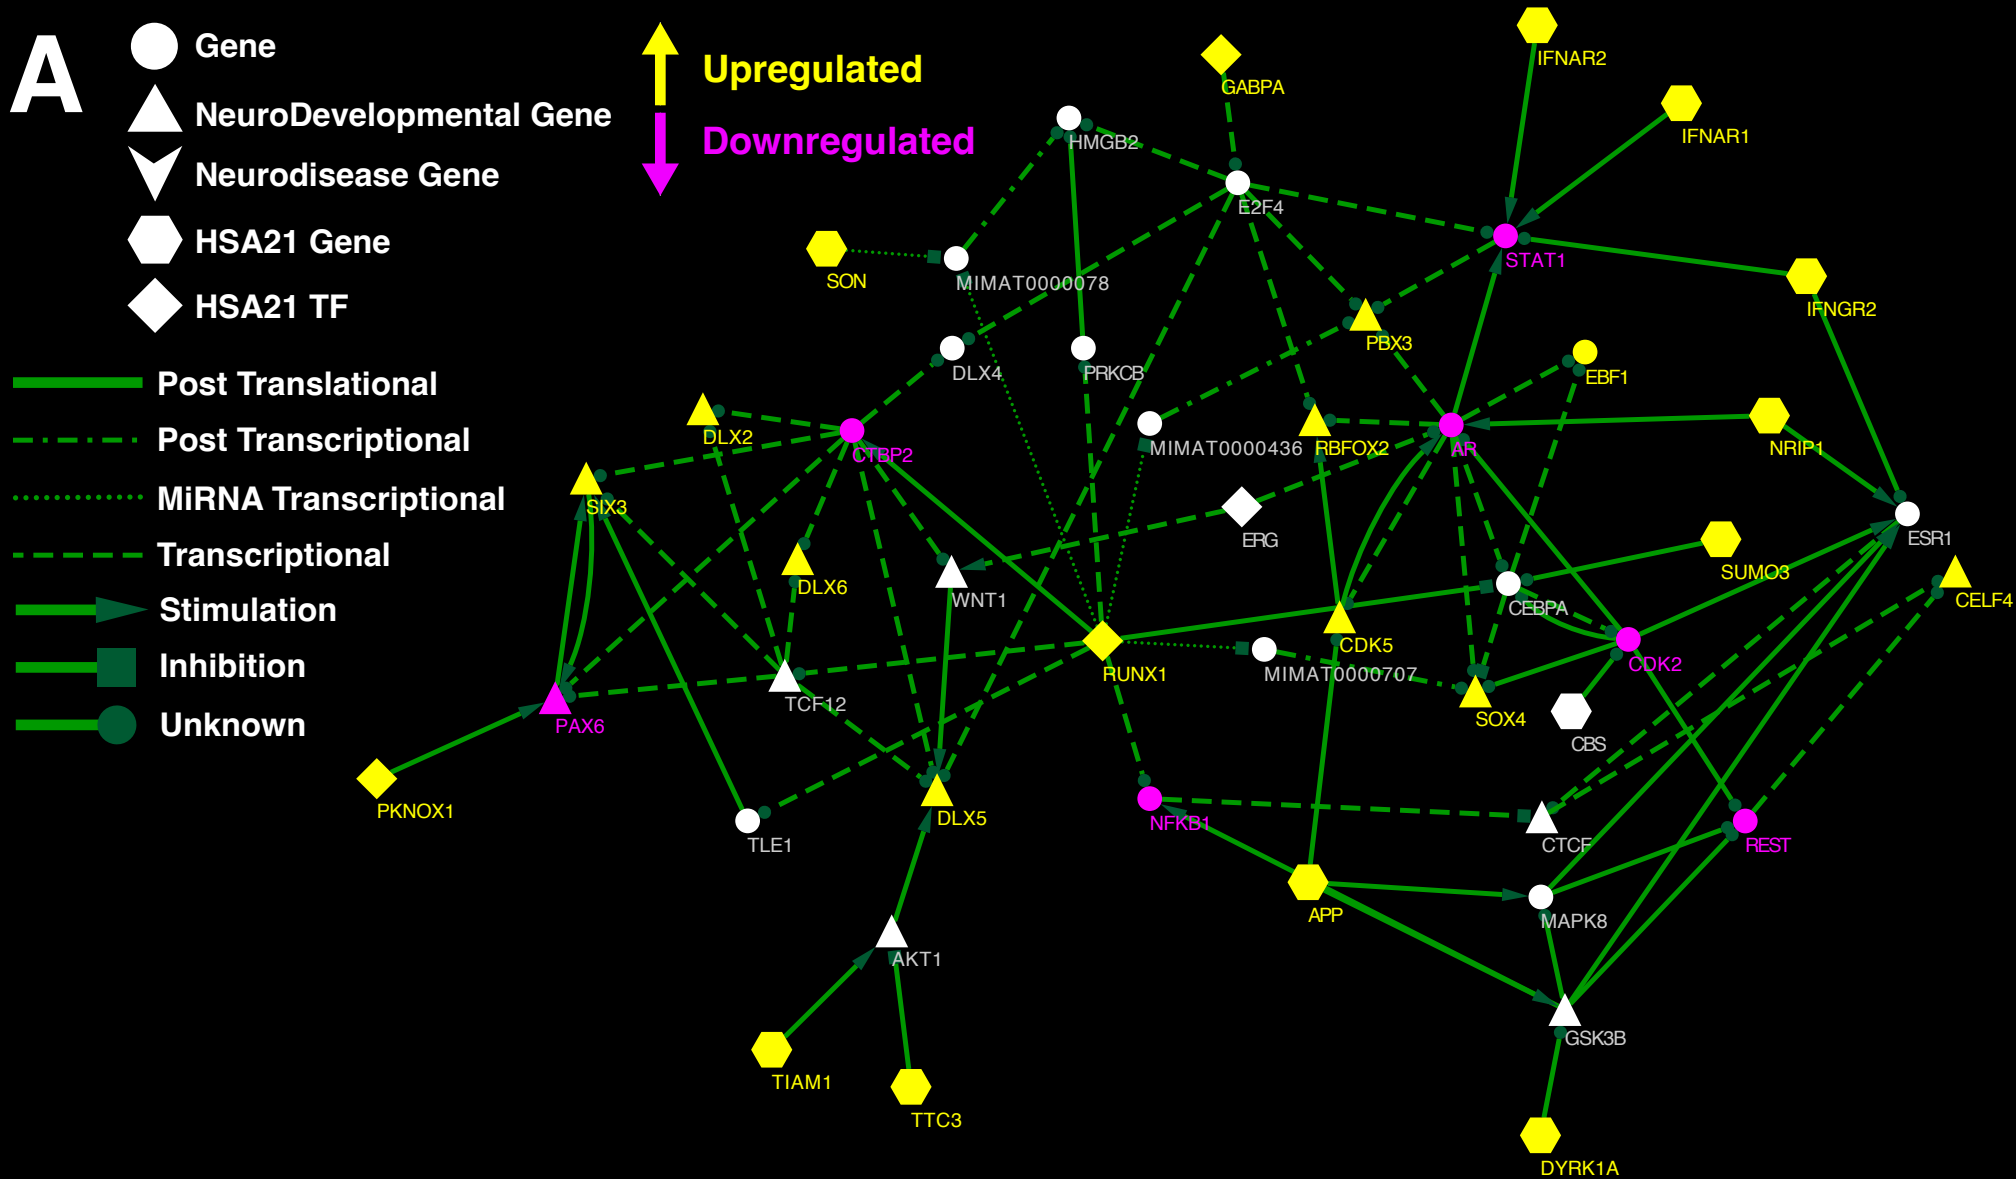 A
Gene
NeuroDevelopmental Gene
Neurodisease Gene
HSA21 Gene
HSA21 TF
Post Translational
Post Transcriptional
MiRNA Transcriptional
Transcriptional
Stimulation
Inhibition
Unknown
Upregulated
Downregulated
IFNAR2
GABPA
IFNAR1
HMGB2
E2F4
STAT1
SON
MIMAT0000078
IFNGR2
PBX3
DLX4
PRKCB
EBF1
DLX2
CTBP2
MIMAT0000436
RBFOX2
AR
NRIP1
SIX3
ERG
ESR1
DLX6
WNT1
SUMO3
CEBPA
CELF4
CDK5
RUNX1
MIMAT0000707
CDK2
TCF12
PAX6
SOX4
CBS
PKNOX1
DLX5
NFKB1
TLE1
CTCF
REST
APP
MAPK8
AKT1
GSK3B
TIAM1
TTC3
DYRK1A